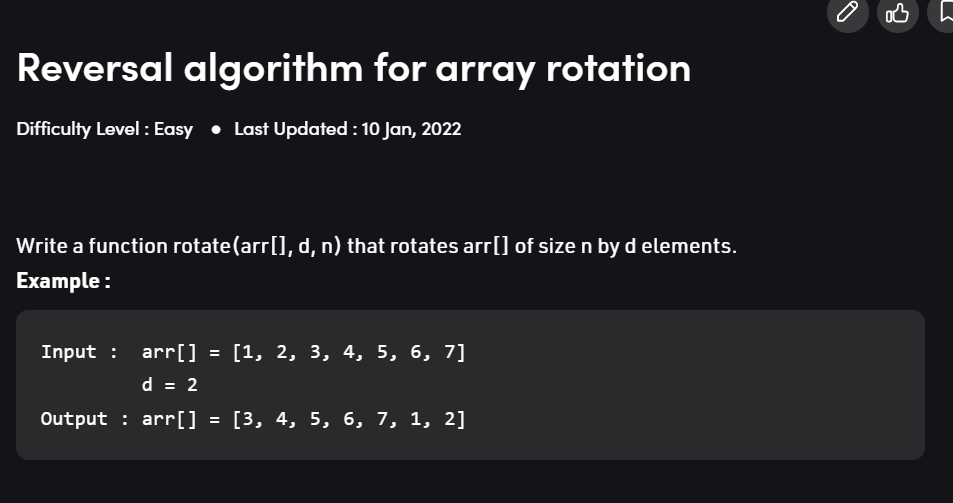 Reversal algorithm for array rotation
Difficulty Level : Easy ● Last Updated : 10 Jan, 2022
Write a function rotate(arr[], d, n) that rotates arr[] of size n by d elements.
Example :
Input :  arr[] = [1, 2, 3, 4, 5, 6, 7]
         d = 2
Output : arr[] = [3, 4, 5, 6, 7, 1, 2]